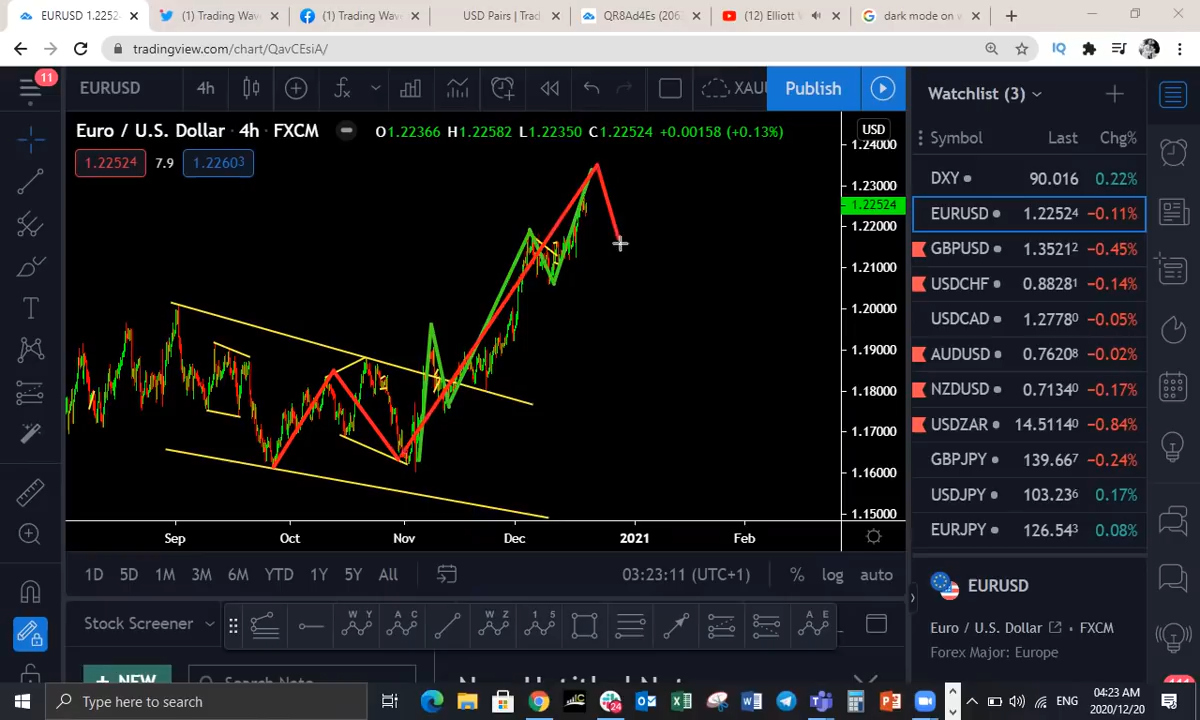 EURUSD 1.2252
(1) Trading Wav
(1) Trading Wav
USD Pairs | Trad
QR8Ad4Es (206
(12) Elliott W
dark mode on w
tradingview.com/chart/QavCEsiA/
IQ
11
EURUSD
4h
XAU
Publish
Watchlist (3)
Euro / U.S. Dollar · 4h · FXCM
O1.22366 H1.22582 L1.22350 C1.22524 +0.00158 (+0.13%)
1.22524
7.9
1.22603
USD
1.24000
1.23000
1.22524
1.22000
1.21000
1.20000
1.19000
1.18000
1.17000
1.16000
1.15000
Sep
Oct
Nov
Dec
2021
Feb
Symbol Last Chg%
DXY 90.016 0.22%
EURUSD 1.22524 −0.11%
GBPUSD 1.35212 −0.45%
USDCHF 0.88281 −0.14%
USDCAD 1.27780 −0.05%
AUDUSD 0.76208 −0.02%
NZDUSD 0.71340 −0.17%
USDZAR 14.51140 −0.84%
GBPJPY 139.667 −0.24%
USDJPY 103.236 0.17%
EURJPY 126.543 0.08%
1D 5D 1M 3M 6M YTD 1Y 5Y All
03:23:11 (UTC+1)
% log auto
EURUSD
Euro / U.S. Dollar · FXCM
Forex Major: Europe
Stock Screener
W Y
A C
W Z
1 5
A E
+ NEW
Search Note
Type here to search
24
ENG
04:23 AM
2020/12/20